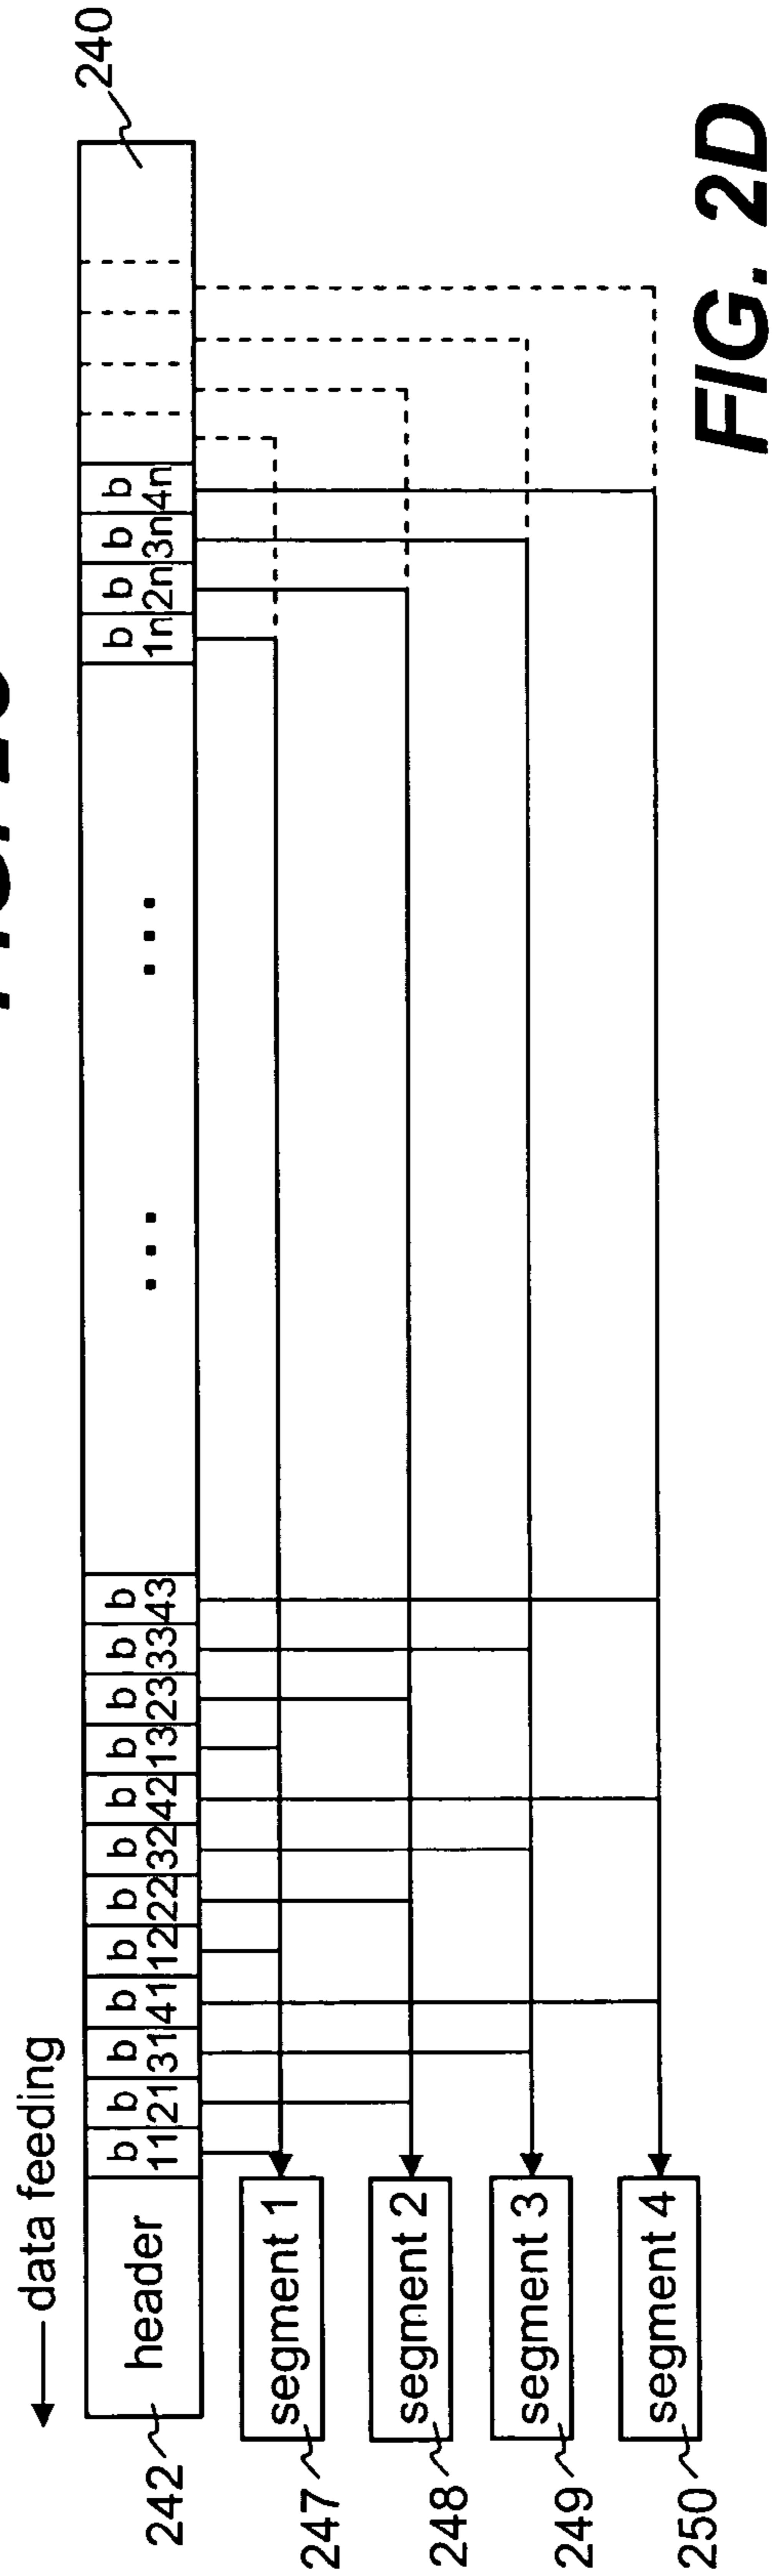 data feeding
240
242
header
b 11
b 21
b 31
b 41
b 12
b 22
b 32
b 42
b 13
b 23
b 33
b 43
...
...
b 1n
b 2n
b 3n
b 4n
247
segment 1
248
segment 2
249
segment 3
250
segment 4
FIG. 2D